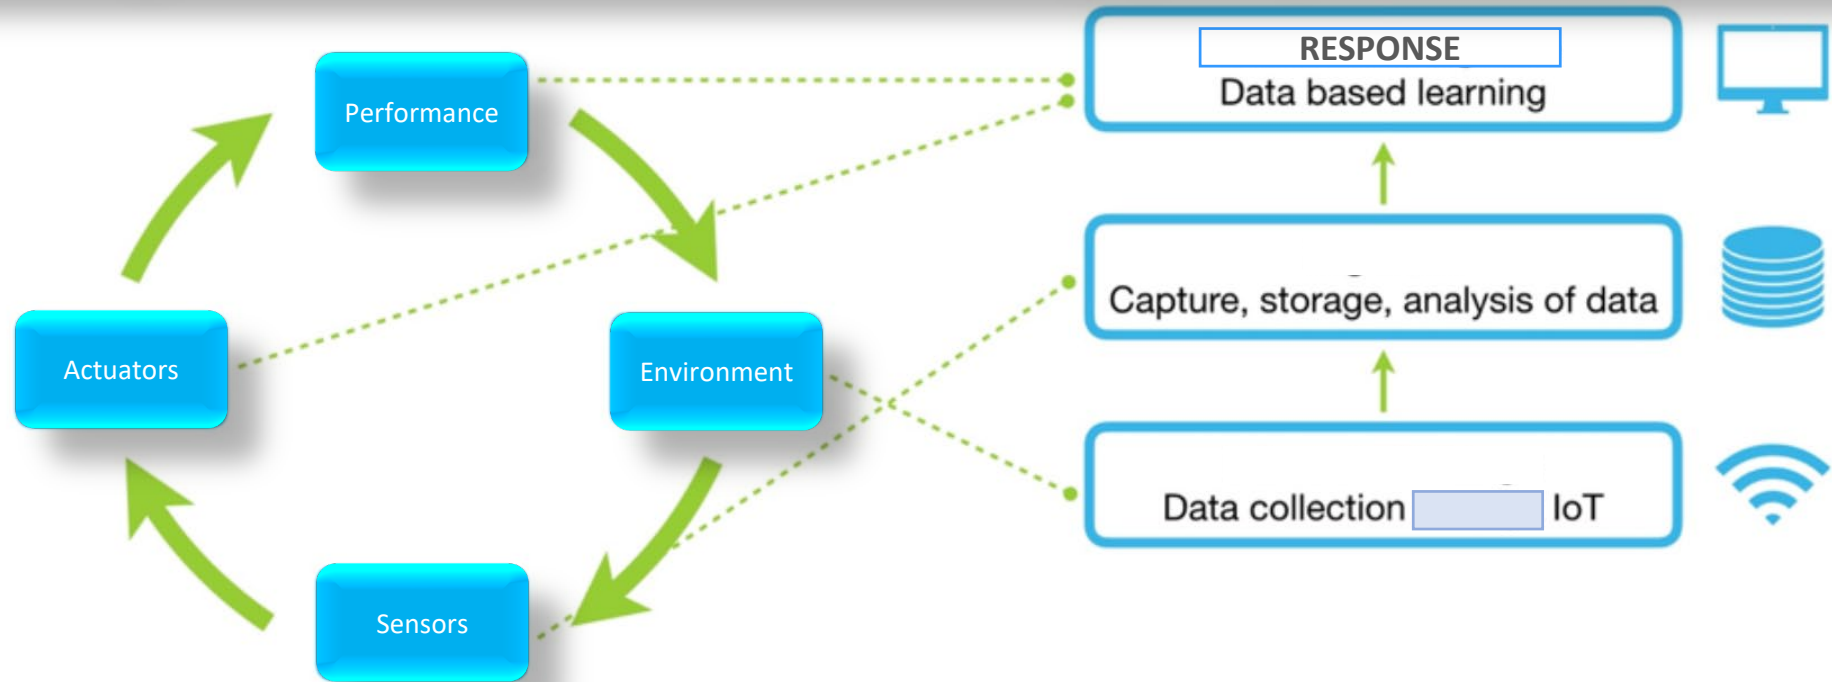 Performance
Actuators
Environment
Sensors
RESPONSE
Data based learning
Capture, storage, analysis of data
Data collection IoT